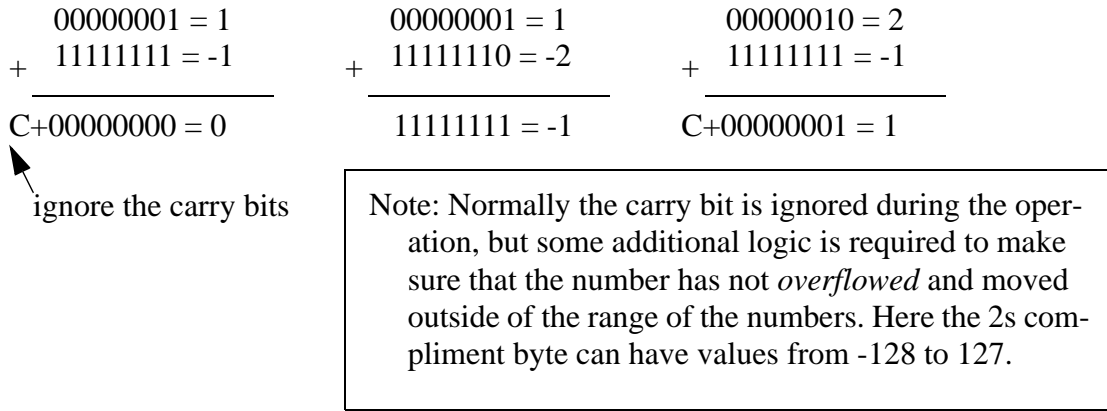 00000001 = 1
+ 11111111 = -1
C+00000000 = 0
ignore the carry bits
00000001 = 1
+ 11111110 = -2
11111111 = -1
00000010 = 2
+ 11111111 = -1
C+00000001 = 1
Note: Normally the carry bit is ignored during the oper-
ation, but some additional logic is required to make
sure that the number has not overflowed and moved
outside of the range of the numbers. Here the 2s com-
pliment byte can have values from -128 to 127.